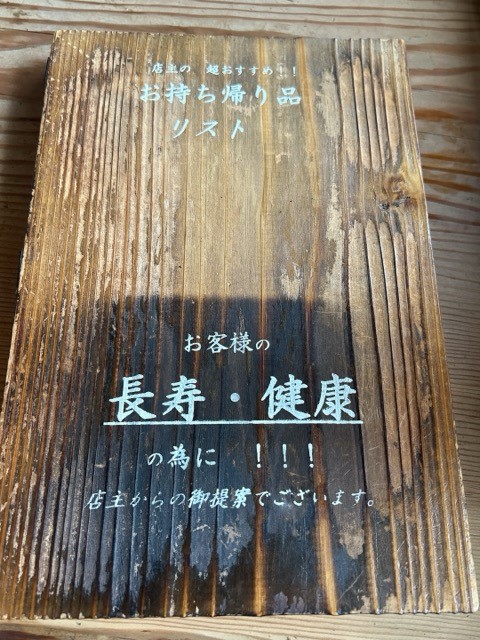 店主の 超おすすめ！！
お持ち帰り品
リスト
お客様の
長寿・健康
の為に ！！！
店主からの御提案でございます。